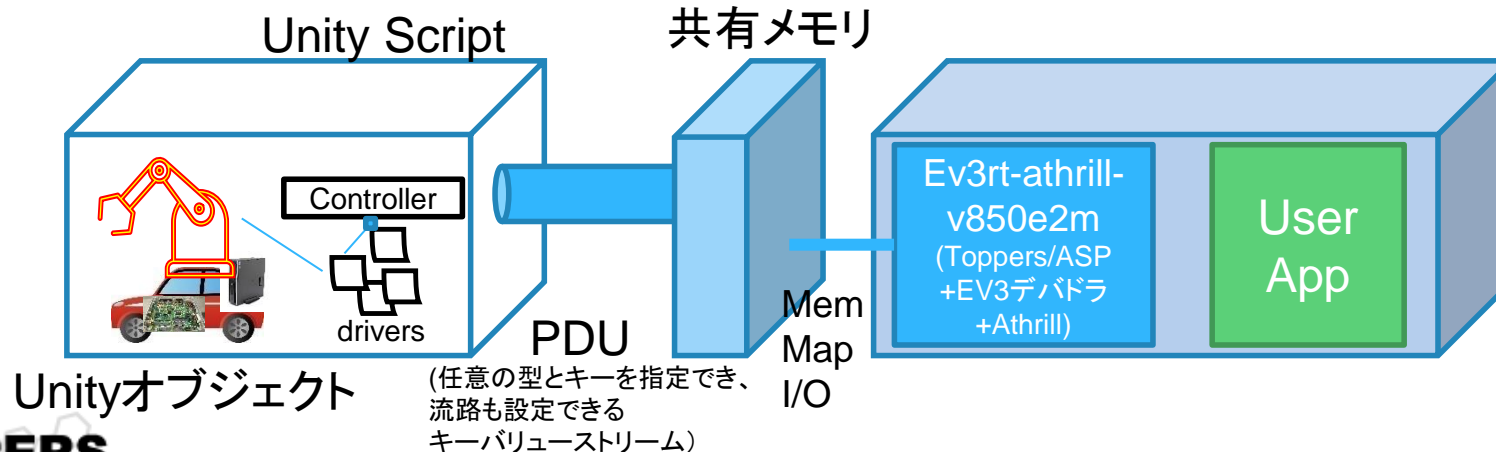 Unity Script
共有メモリ
Controller
drivers
Unityオブジェクト
PDU
(任意の型とキーを指定でき、
流路も設定できる
キーバリューストリーム)
Mem
Map
I/O
Ev3rt-athrill-
v850e2m
(Toppers/ASP
+EV3デバドラ
+Athrill)
User
App